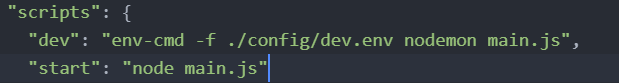 "scripts": {
"dev": "env-cmd -f ./config/dev.env nodemon main.js",
"start": "node main.js"